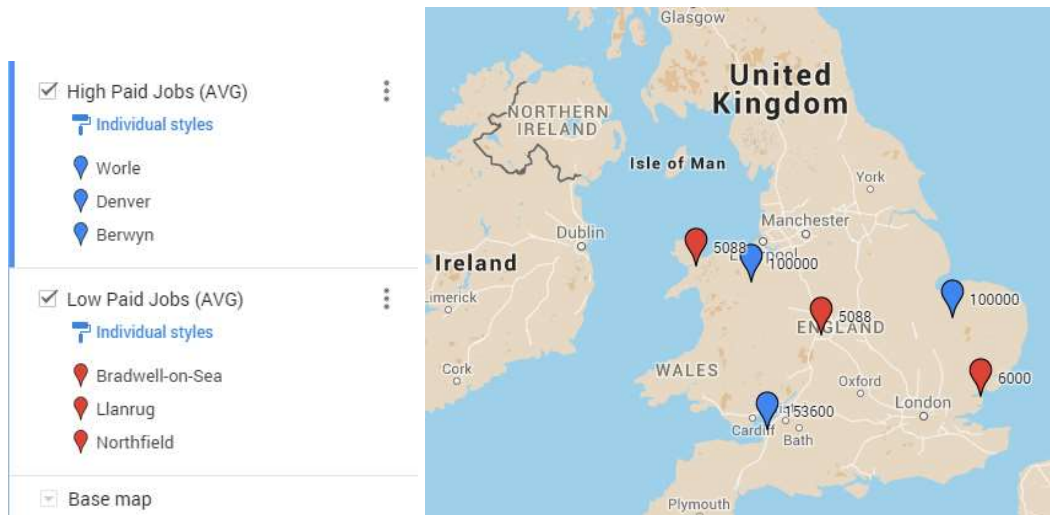 High Paid Jobs (AVG)
Individual styles
Worle
Denver
Berwyn
Low Paid Jobs (AVG)
Individual styles
Bradwell-on-Sea
Llanrug
Northfield
Base map
Glasgow
United
Kingdom
NORTHERN
IRELAND
Isle of Man
York
Dublin
Manchester
5088
100000
Ireland
Limerick
100000
5088
ENGLAND
WALES
Cork
Oxford
6000
London
153600
Cardiff
Bath
Plymouth